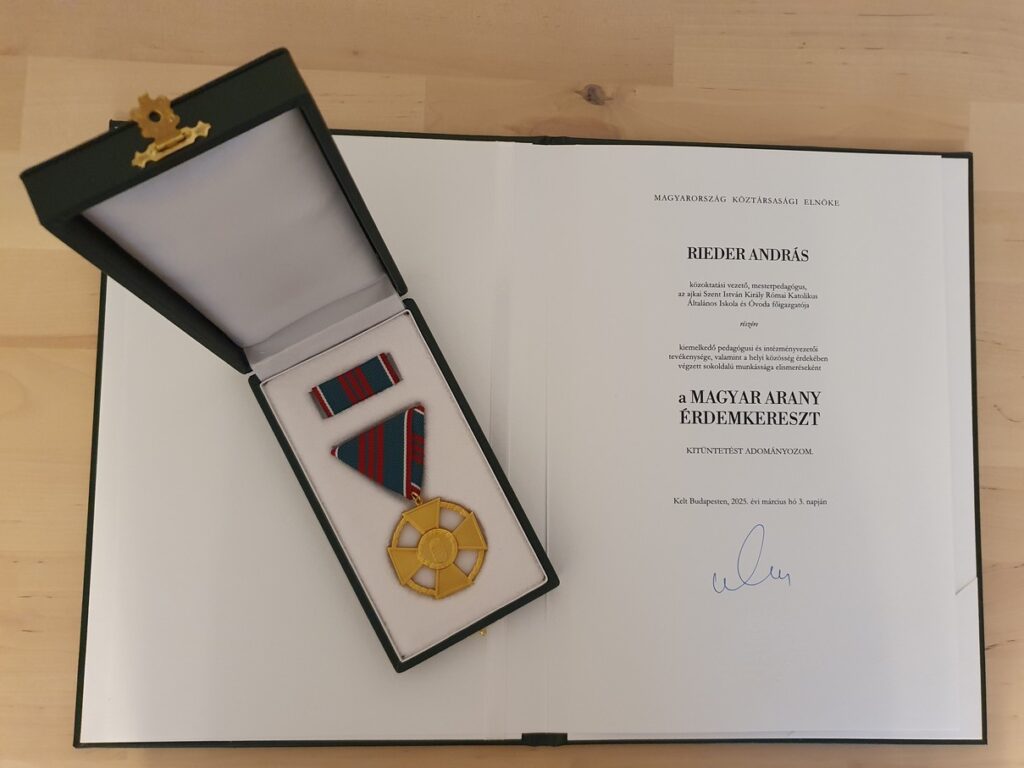 MAGYARORSZÁG KÖZTÁRSASÁGI ELNÖKE
RIEDER ANDRÁS
közoktatási vezető, mesterpedagógus,
az ajkai Szent István Király Római Katolikus
Általános Iskola és Óvoda főigazgatója
részére
kiemelkedő pedagógusi és intézményvezetői
tevékenysége, valamint a helyi közösség érdekében
végzett sokoldalú munkássága elismeréseként
a MAGYAR ARANY
ÉRDEMKERESZT
KITÜNTETÉST ADOMÁNYOZOM.
Kelt Budapesten, 2025. évi március hó 3. napján